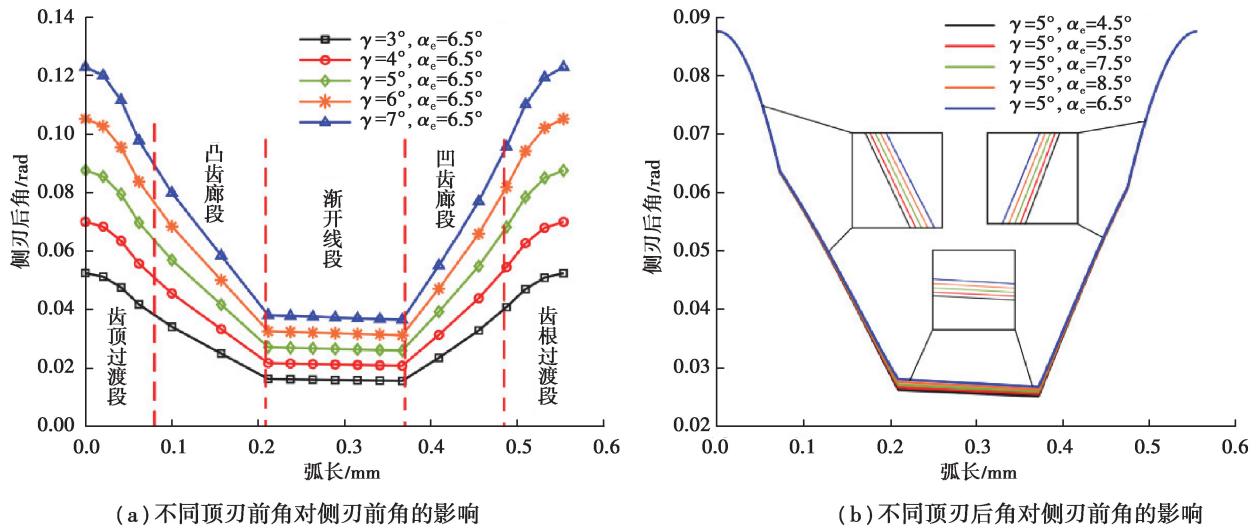 0.14
0.12
0.10
0.08
0.06
0.04
0.02
0.00
侧刃后角/rad
γ=3°, αe=6.5°
γ=4°, αe=6.5°
γ=5°, αe=6.5°
γ=6°, αe=6.5°
γ=7°, αe=6.5°
齿顶过渡段
凸齿廊段
渐开线段
凹齿廊段
齿根过渡段
0.0 0.1 0.2 0.3 0.4 0.5 0.6
弧长/mm
(a)不同顶刃前角对侧刃前角的影响
0.09
0.08
0.07
0.06
0.05
0.04
0.03
0.02
侧刃后角/rad
γ=5°, αe=4.5°
γ=5°, αe=5.5°
γ=5°, αe=7.5°
γ=5°, αe=8.5°
γ=5°, αe=6.5°
0.0 0.1 0.2 0.3 0.4 0.5 0.6
弧长/mm
(b)不同顶刃后角对侧刃前角的影响